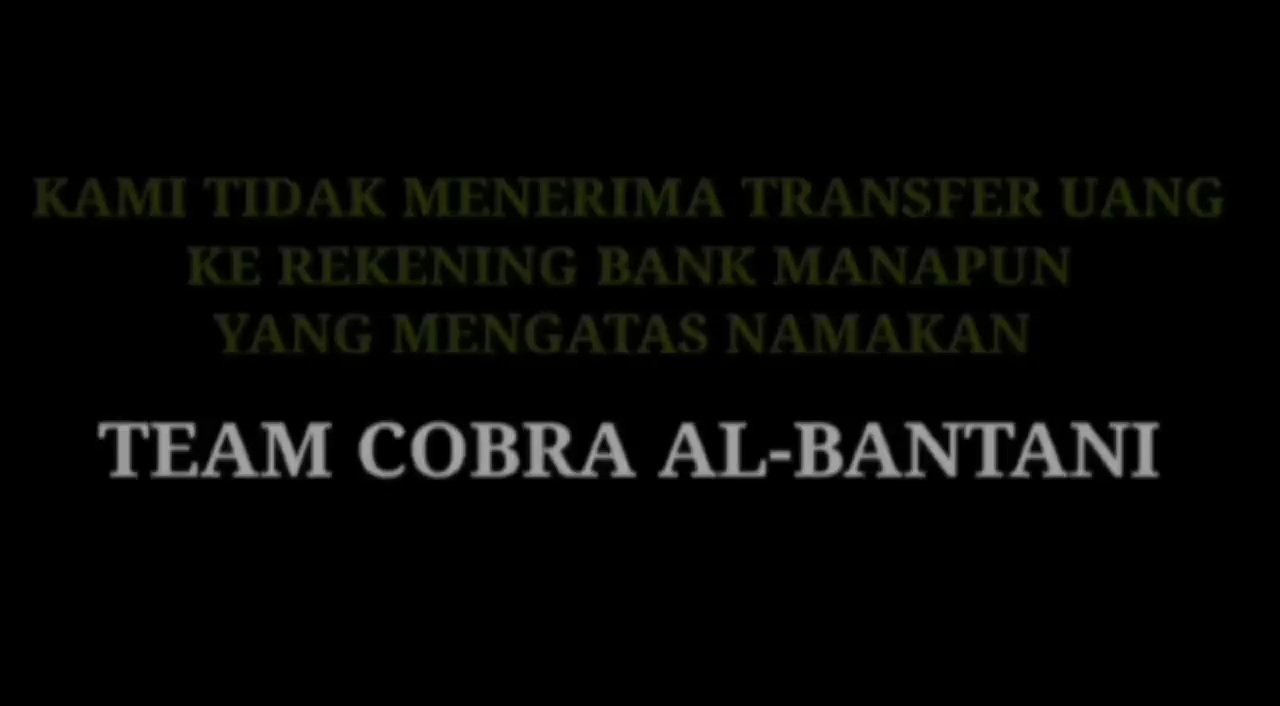 KAMI TIDAK MENERIMA TRANSFER UANG
KE REKENING BANK MANAPUN
YANG MENGATAS NAMAKAN
TEAM COBRA AL-BANTANI